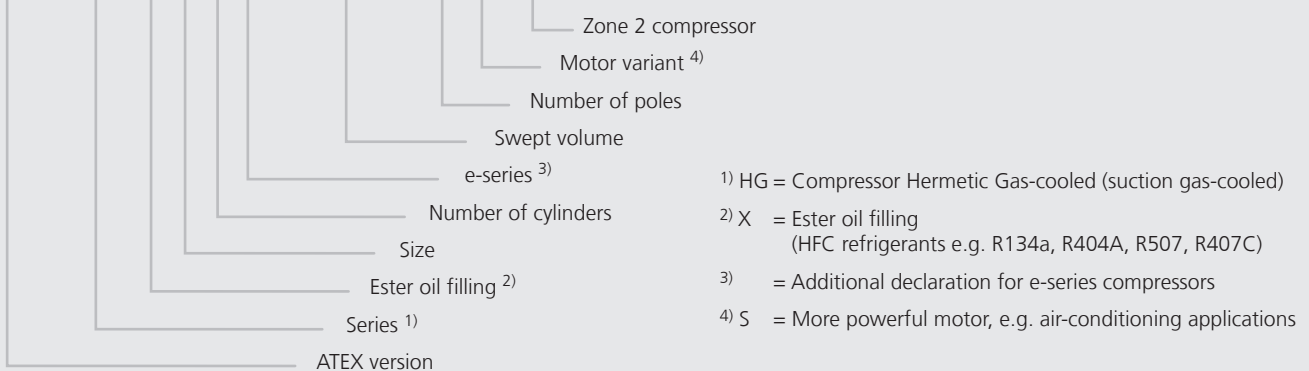 Zone 2 compressor
Motor variant 4)
Number of poles
Swept volume
e-series 3)
Number of cylinders
Size
Ester oil filling 2)
Series 1)
ATEX version
1) HG = Compressor Hermetic Gas-cooled (suction gas-cooled)
2) X = Ester oil filling
(HFC refrigerants e.g. R134a, R404A, R507, R407C)
3) = Additional declaration for e-series compressors
4) S = More powerful motor, e.g. air-conditioning applications